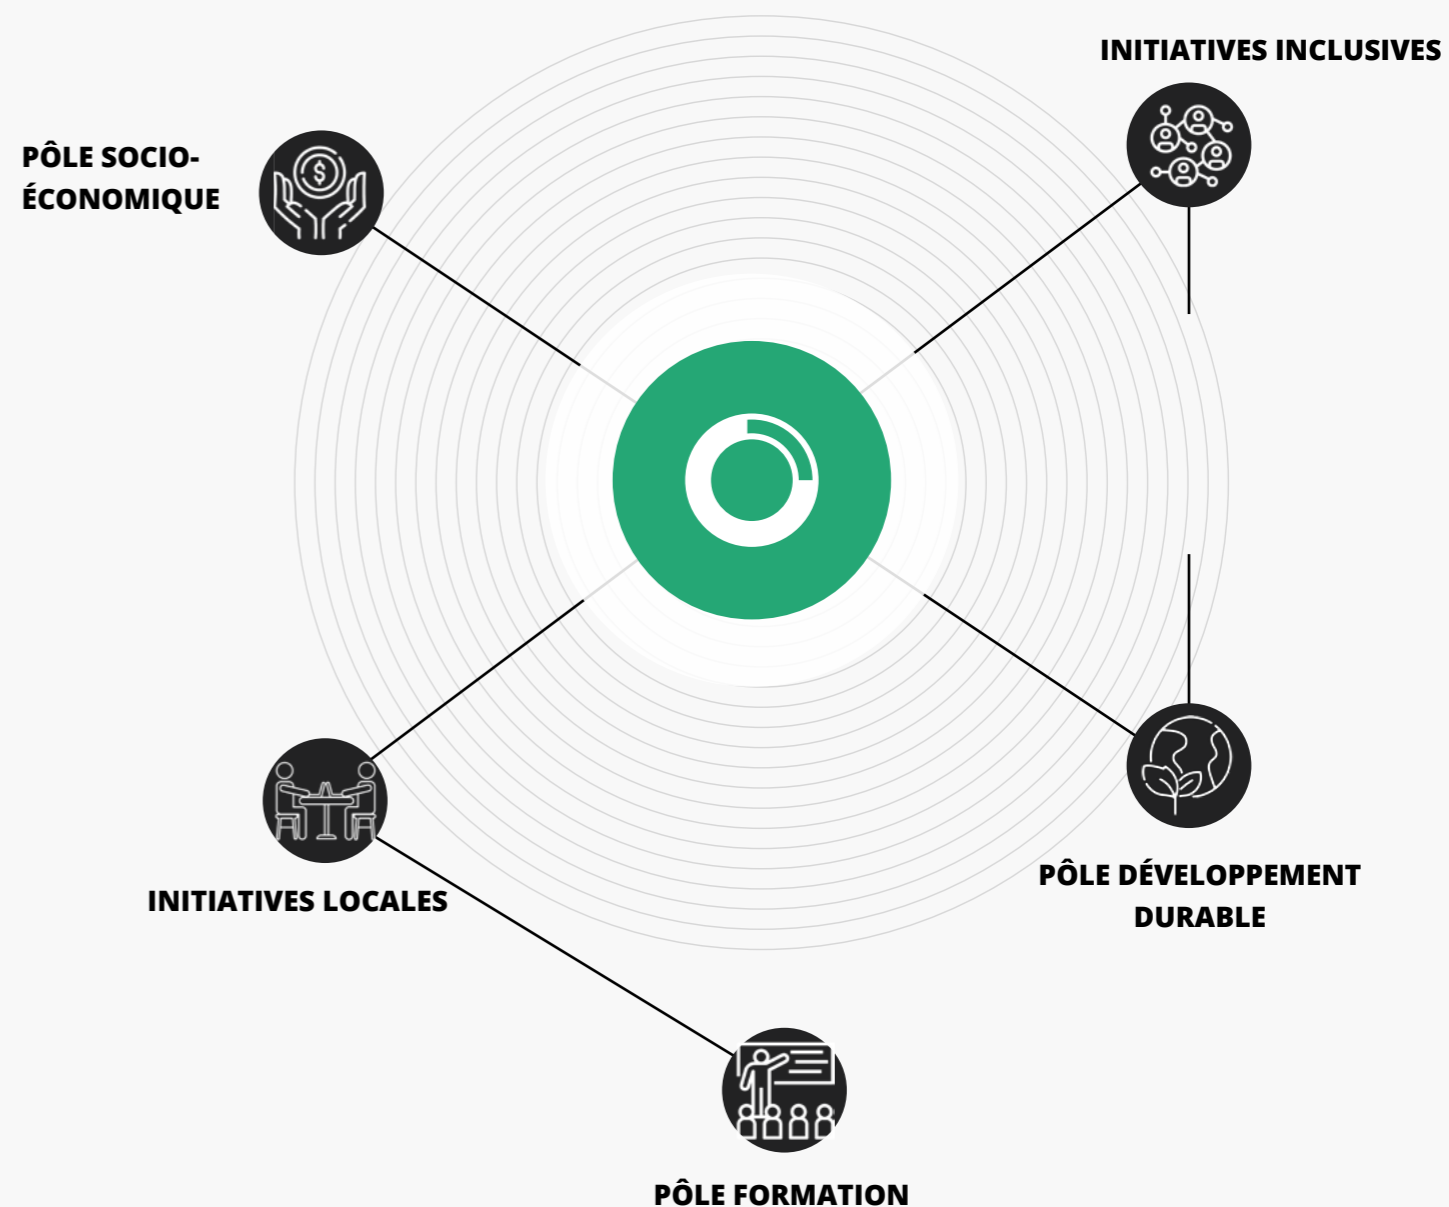 INITIATIVES INCLUSIVES
PÔLE SOCIO-
ÉCONOMIQUE
$
PÔLE DÉVELOPPEMENT
DURABLE
INITIATIVES LOCALES
PÔLE FORMATION